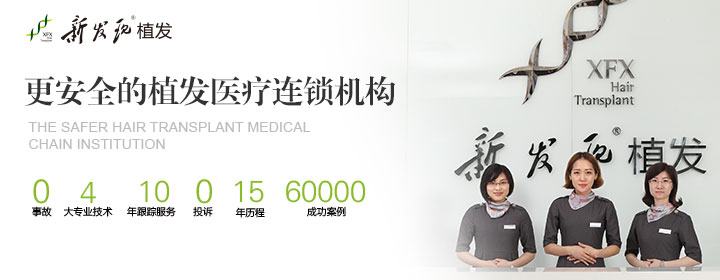 XFX
新发现®植发
更安全的植发医疗连锁机构
THE SAFER HAIR TRANSPLANT MEDICAL
CHAIN INSTITUTION
0 4 10 0 15 60000
事故 大专业技术 年跟踪服务 投诉 年历程 成功案例
XFX
Hair
Transplant
新发现®植发